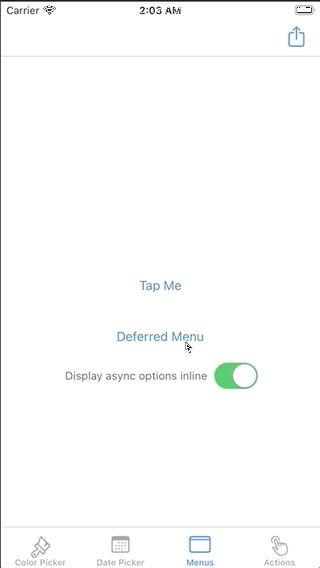 Carrier 2:05 AM
Tap Me
Deferred Menu
Display async options inline
Color Picker Date Picker Menus Actions